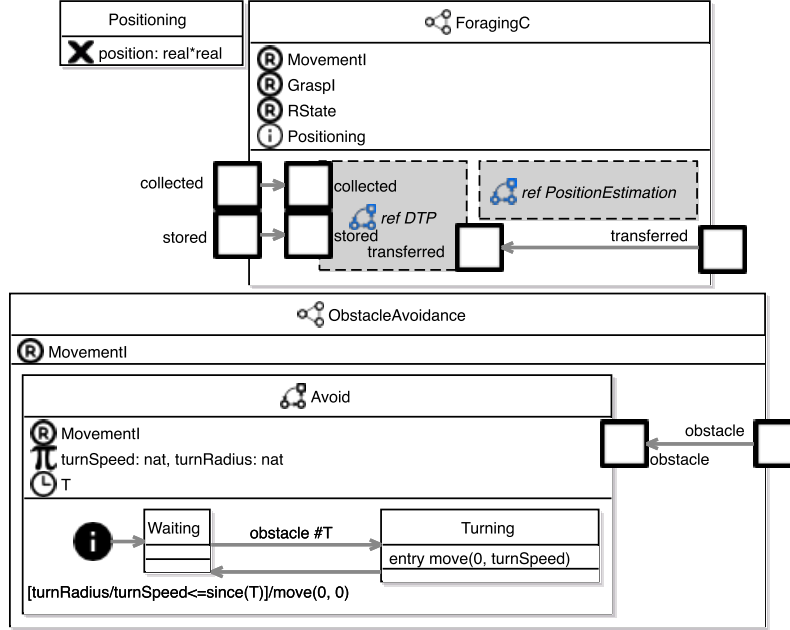 Positioning
position: real*real
ForagingC
R MovementI
R GraspI
R RState
i Positioning
collected
collected
ref DTP
ref PositionEstimation
stored
stored
transferred
transferred
ObstacleAvoidance
R MovementI
Avoid
R MovementI
π turnSpeed: nat, turnRadius: nat
T
obstacle
obstacle
i
Waiting
obstacle #T
Turning
entry move(0, turnSpeed)
[turnRadius/turnSpeed<=since(T)]/move(0, 0)